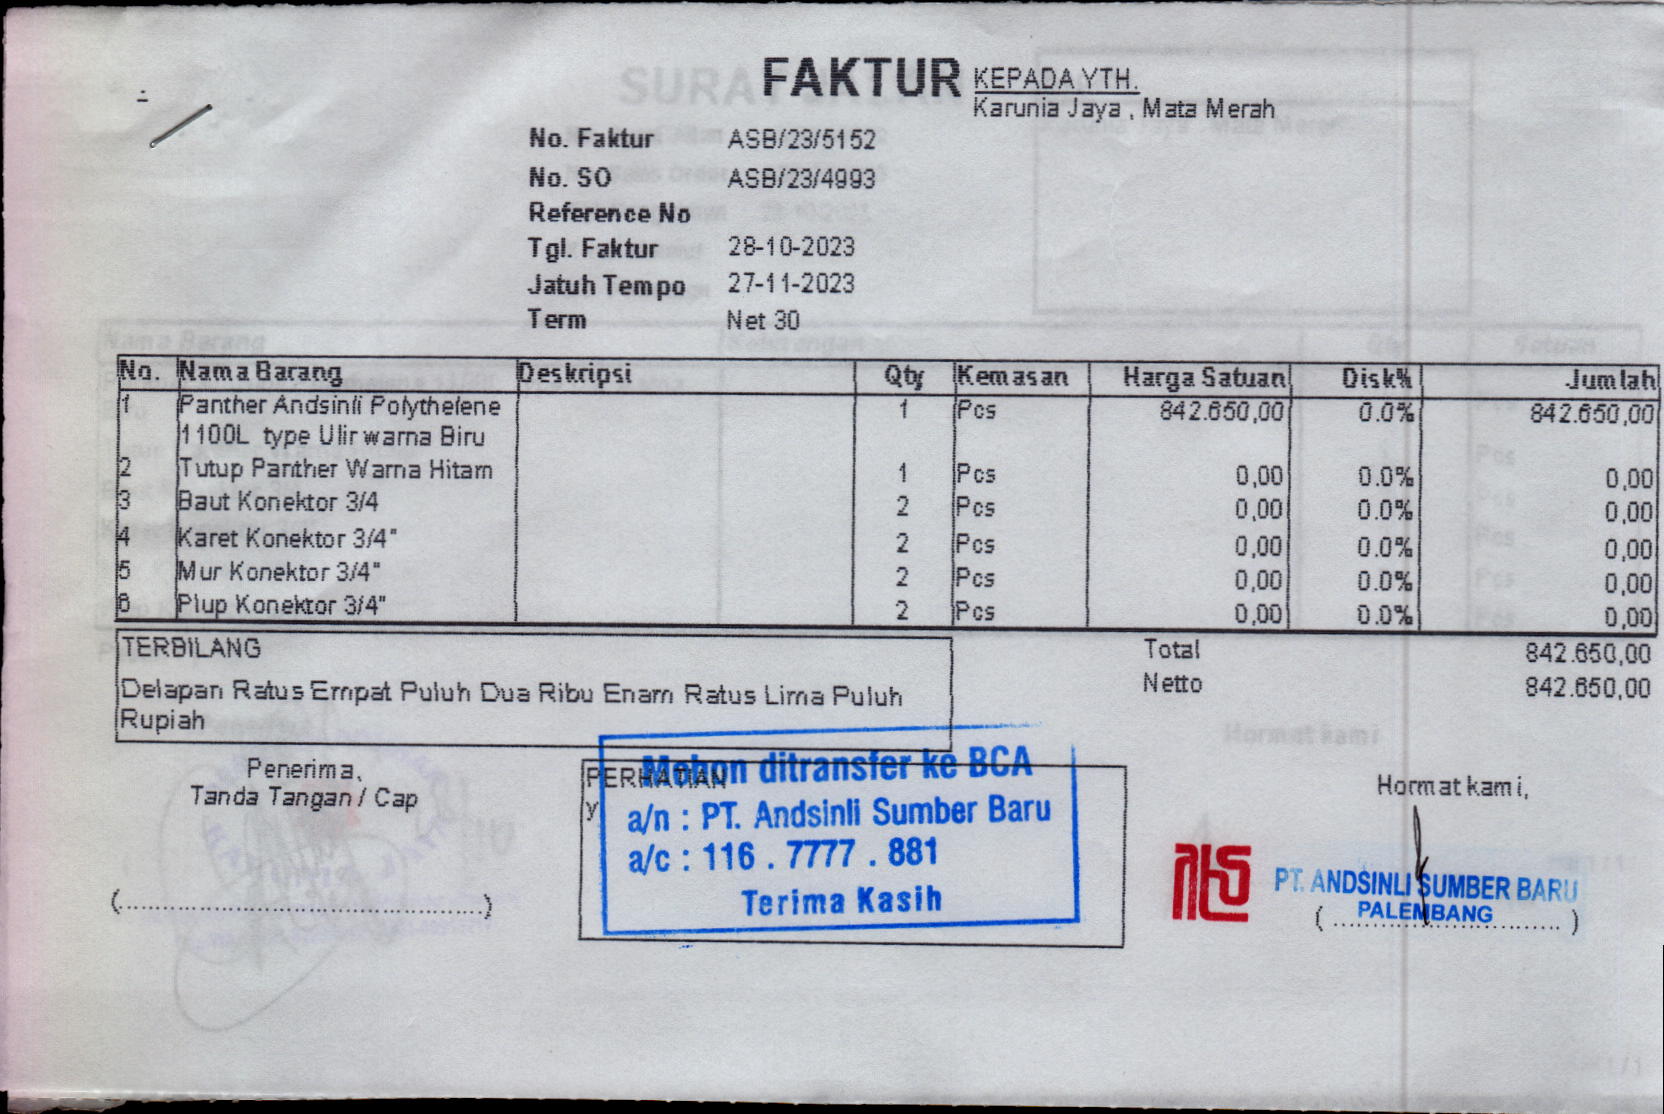 FAKTUR
KEPADA YTH.
Karunia Jaya , Mata Merah
No. Faktur ASB/23/5152
No. SO ASB/23/4993
Reference No
Tgl. Faktur 28-10-2023
Jatuh Tempo 27-11-2023
Term Net 30
No. Nama Barang Deskripsi Qty Kemasan Harga Satuan Disk% Jumlah
1 Panther Andsinli Polythelene 1 Pcs 842.650,00 0.0% 842.650,00
1100L type Ulir warna Biru
2 Tutup Panther Warna Hitam 1 Pcs 0,00 0.0% 0,00
3 Baut Konektor 3/4 2 Pcs 0,00 0.0% 0,00
4 Karet Konektor 3/4" 2 Pcs 0,00 0.0% 0,00
5 Mur Konektor 3/4" 2 Pcs 0,00 0.0% 0,00
6 Plup Konektor 3/4" 2 Pcs 0,00 0.0% 0,00
TERBILANG
Delapan Ratus Empat Puluh Dua Ribu Enam Ratus Lima Puluh
Rupiah
Total 842.650,00
Netto 842.650,00
Penerima,
Tanda Tangan / Cap
(..............................................)
PERHATIAN
y
Mohon ditransfer ke BCA
a/n : PT. Andsinli Sumber Baru
a/c : 116 . 7777 . 881
Terima Kasih
Hormat kami,
PT. ANDSINLI SUMBER BARU
PALEMBANG
( ............................. )